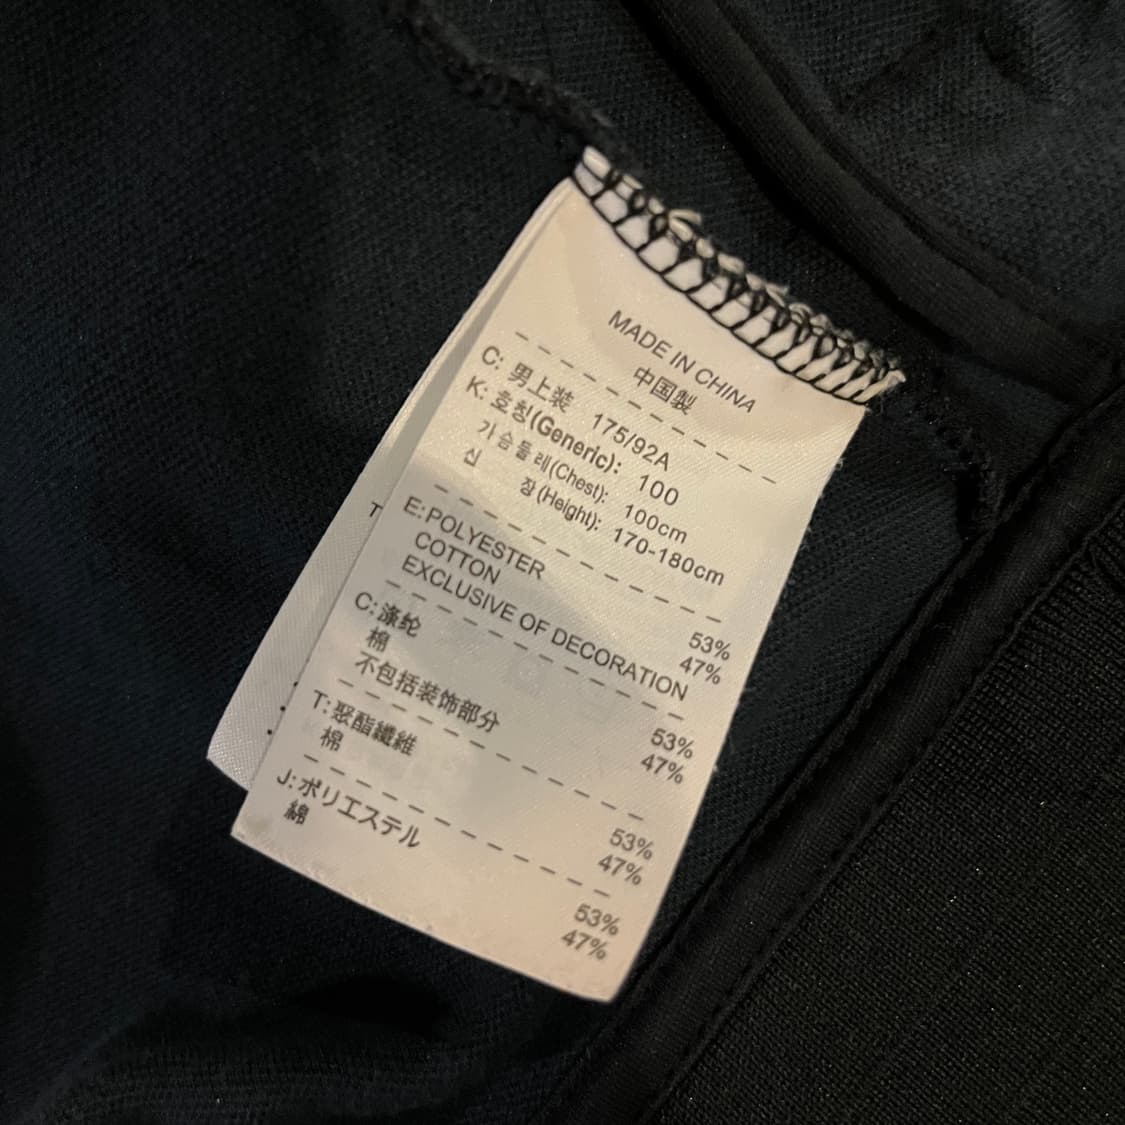 MADE IN CHINA
中国製
C: 男上装 175/92A
K: 호칭(Generic): 100
가슴둘레(Chest): 100cm
신 장(Height): 170-180cm
E:POLYESTER 53%
COTTON 47%
EXCLUSIVE OF DECORATION
C:涤纶 53%
棉 47%
不包括装饰部分
T:聚酯纖維 53%
棉 47%
J:ポリエステル 53%
綿 47%
T